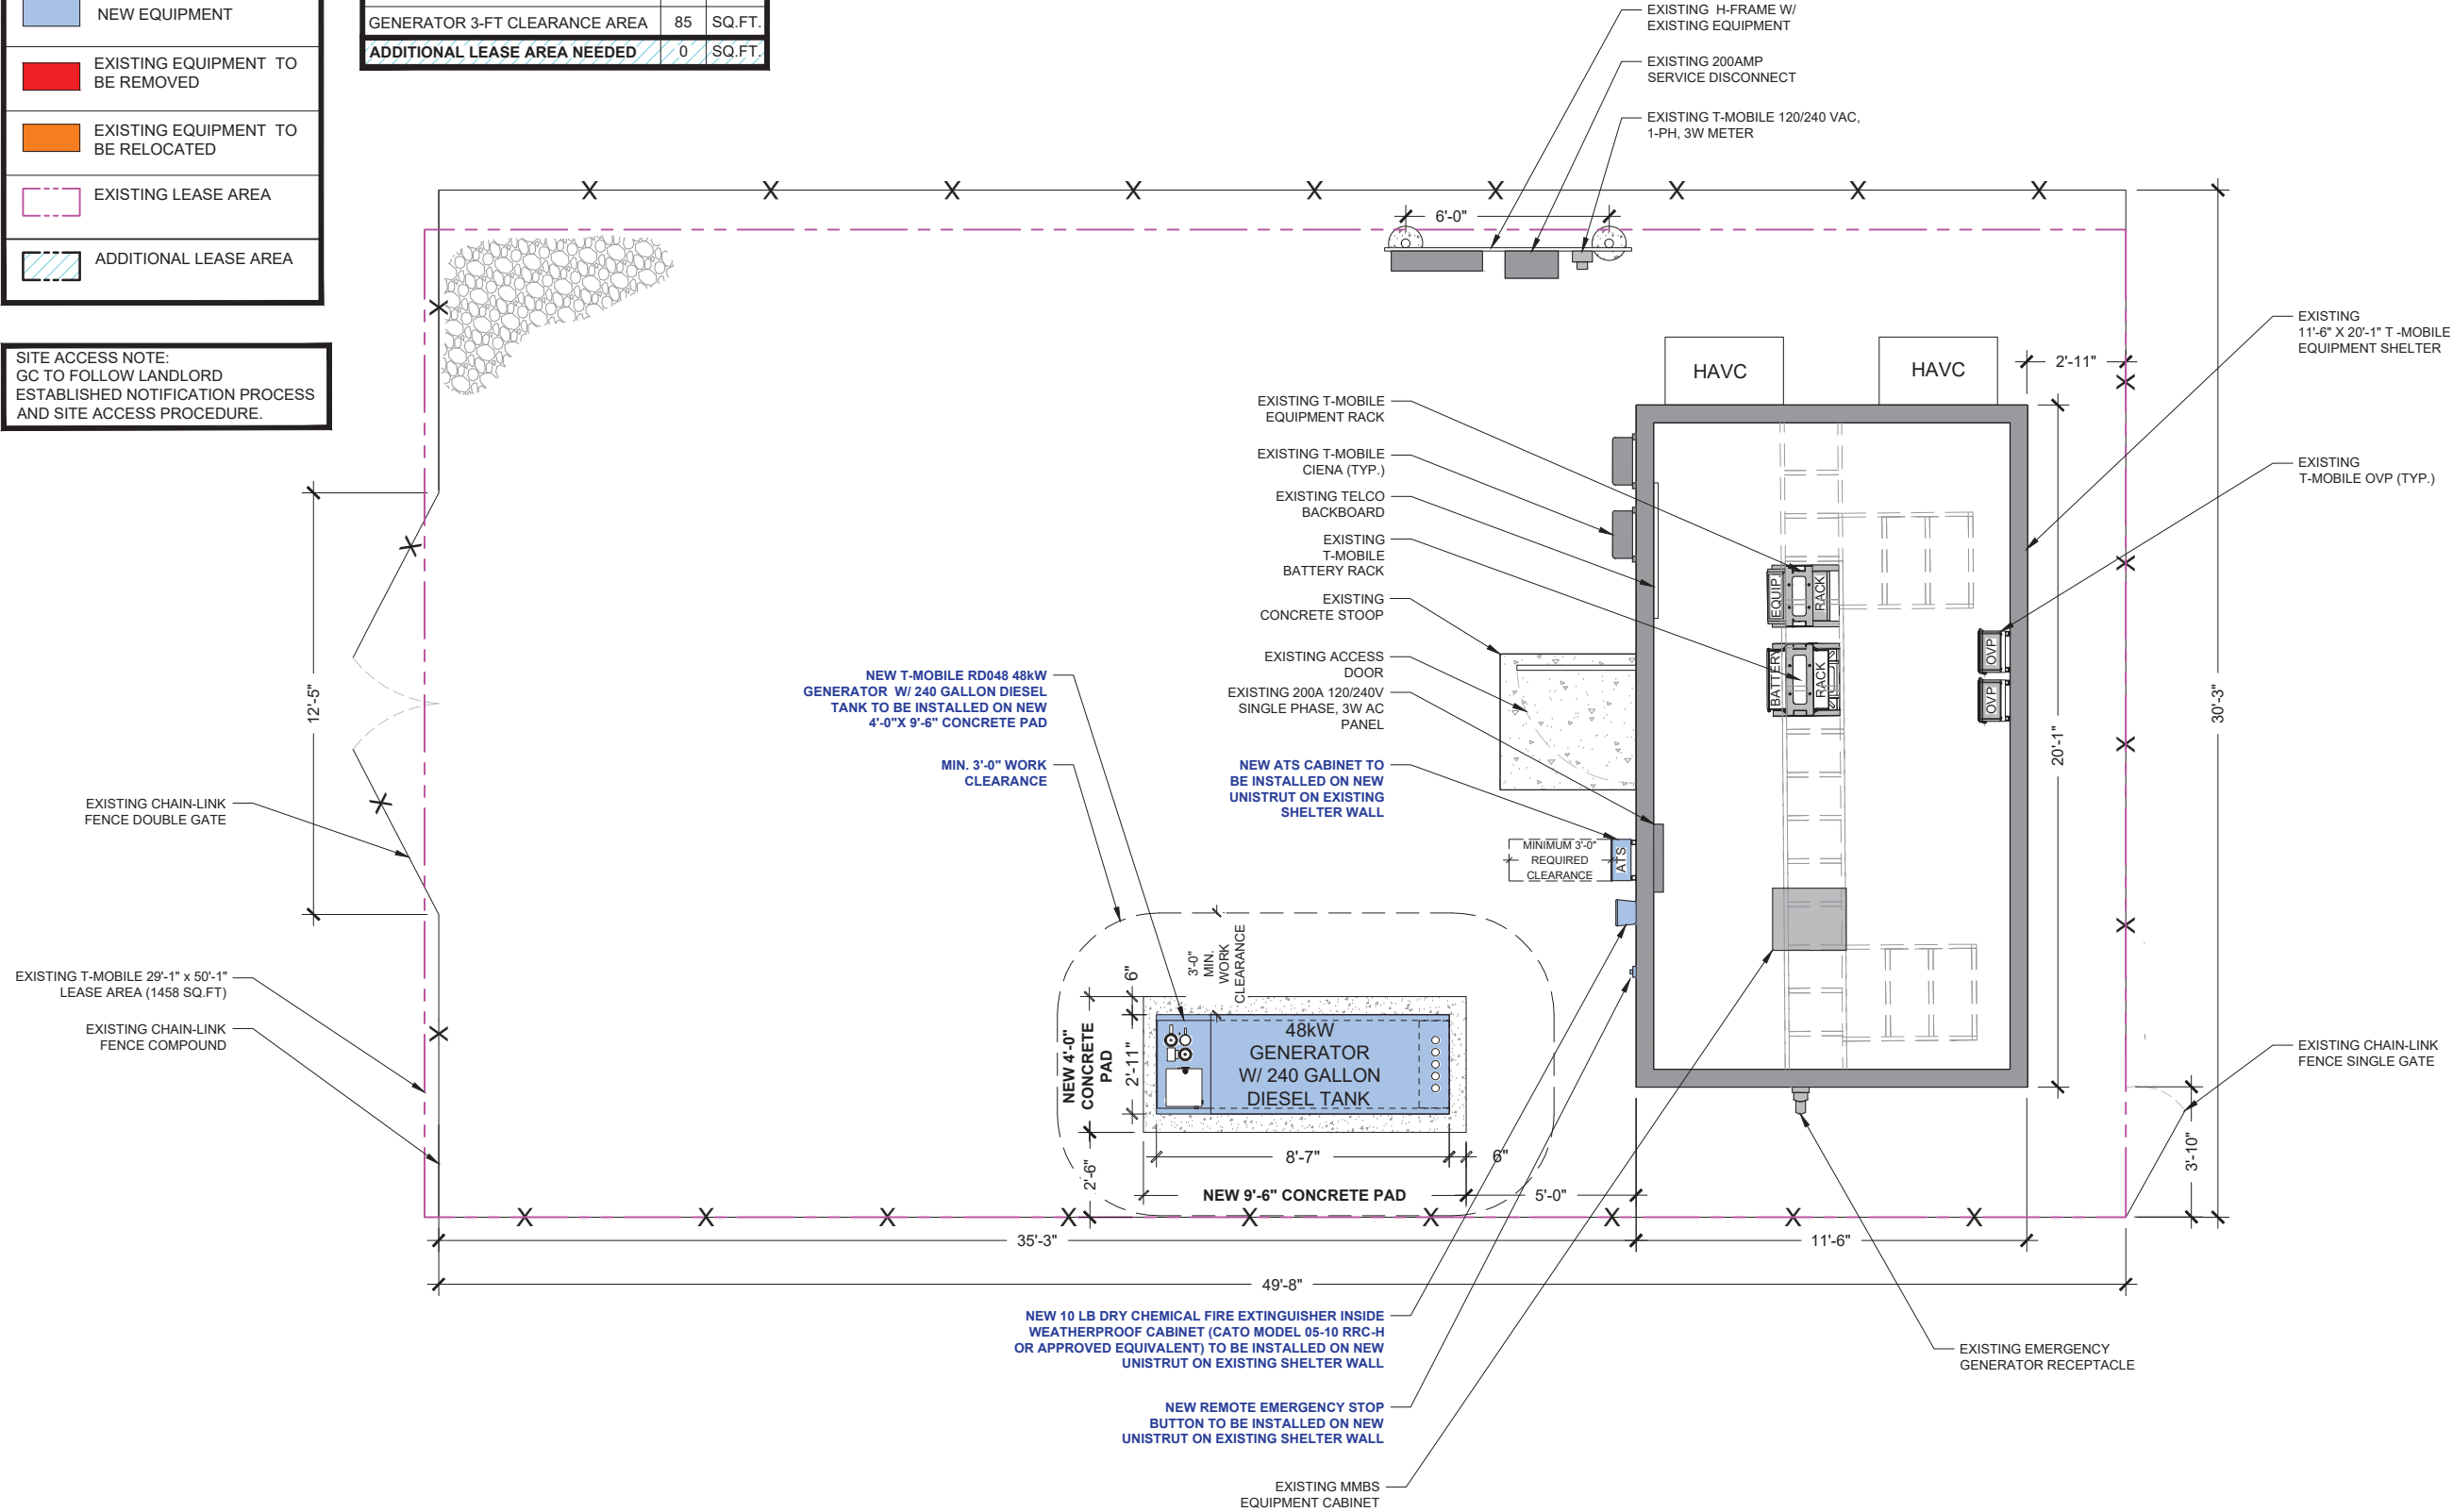 NEW EQUIPMENT
EXISTING EQUIPMENT TO
BE REMOVED
EXISTING EQUIPMENT TO
BE RELOCATED
EXISTING LEASE AREA
ADDITIONAL LEASE AREA
GENERATOR 3-FT CLEARANCE AREA 85 SQ.FT.
ADDITIONAL LEASE AREA NEEDED 0 SQ.FT.
SITE ACCESS NOTE:
GC TO FOLLOW LANDLORD
ESTABLISHED NOTIFICATION PROCESS
AND SITE ACCESS PROCEDURE.
EXISTING H-FRAME W/
EXISTING EQUIPMENT
EXISTING 200AMP
SERVICE DISCONNECT
EXISTING T-MOBILE 120/240 VAC,
1-PH, 3W METER
6'-0"
HAVC
HAVC
2'-11"
EXISTING
11'-6" X 20'-1" T -MOBILE
EQUIPMENT SHELTER
EXISTING
T-MOBILE OVP (TYP.)
EXISTING T-MOBILE
EQUIPMENT RACK
EXISTING T-MOBILE
CIENA (TYP.)
EXISTING TELCO
BACKBOARD
EXISTING
T-MOBILE
BATTERY RACK
EXISTING
CONCRETE STOOP
EXISTING ACCESS
DOOR
EXISTING 200A 120/240V
SINGLE PHASE, 3W AC
PANEL
NEW ATS CABINET TO
BE INSTALLED ON NEW
UNISTRUT ON EXISTING
SHELTER WALL
EQUIP
RACK
BATTERY
RACK
OVP
OVP
20'-1"
30'-3"
12'-5"
NEW T-MOBILE RD048 48kW
GENERATOR W/ 240 GALLON DIESEL
TANK TO BE INSTALLED ON NEW
4'-0"X 9'-6" CONCRETE PAD
MIN. 3'-0" WORK
CLEARANCE
MINIMUM 3'-0"
REQUIRED
CLEARANCE
ATS
EXISTING CHAIN-LINK
FENCE DOUBLE GATE
EXISTING T-MOBILE 29'-1" x 50'-1"
LEASE AREA (1458 SQ.FT)
EXISTING CHAIN-LINK
FENCE COMPOUND
3'-0"
MIN.
WORK
CLEARANCE
6"
NEW 4'-0"
CONCRETE
PAD
2'-11"
48kW
GENERATOR
W/ 240 GALLON
DIESEL TANK
8'-7"
6"
2'-6"
NEW 9'-6" CONCRETE PAD
5'-0"
EXISTING CHAIN-LINK
FENCE SINGLE GATE
3'-10"
35'-3"
11'-6"
49'-8"
NEW 10 LB DRY CHEMICAL FIRE EXTINGUISHER INSIDE
WEATHERPROOF CABINET (CATO MODEL 05-10 RRC-H
OR APPROVED EQUIVALENT) TO BE INSTALLED ON NEW
UNISTRUT ON EXISTING SHELTER WALL
NEW REMOTE EMERGENCY STOP
BUTTON TO BE INSTALLED ON NEW
UNISTRUT ON EXISTING SHELTER WALL
EXISTING MMBS
EQUIPMENT CABINET
EXISTING EMERGENCY
GENERATOR RECEPTACLE